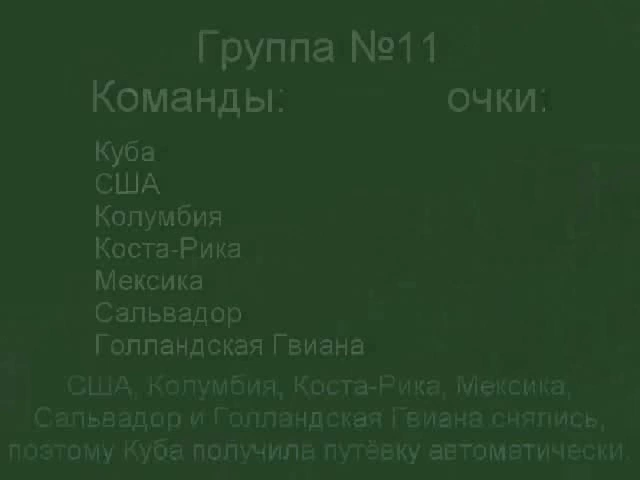 Группа №11
Команды: очки:
Куба
США
Колумбия
Коста-Рика
Мексика
Сальвадор
Голландская Гвиана
США, Колумбия, Коста-Рика, Мексика,
Сальвадор и Голландская Гвиана снялись,
поэтому Куба получила путёвку автоматически.